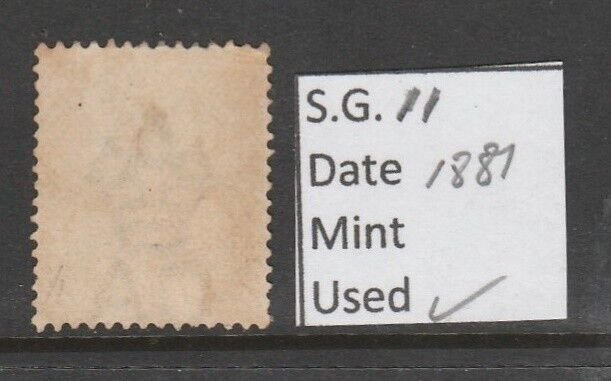 S.G. 11
Date 1881
Mint
Used ✓